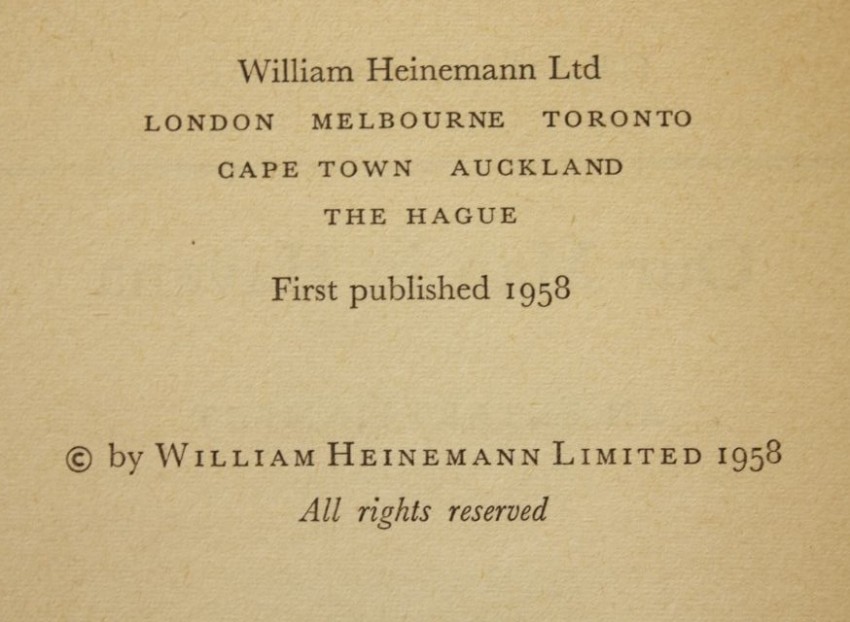 William Heinemann Ltd
LONDON MELBOURNE TORONTO
CAPE TOWN AUCKLAND
THE HAGUE
First published 1958
© by WILLIAM HEINEMANN LIMITED 1958
All rights reserved